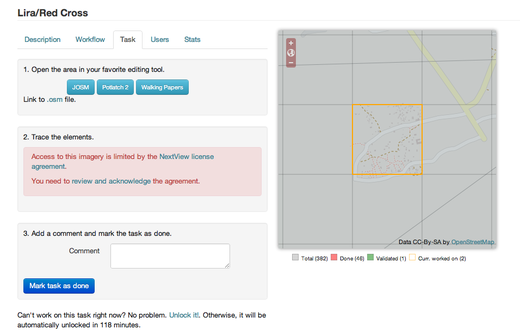 Lira/Red Cross
Description Workflow Task Users Stats
1. Open the area in your favorite editing tool.
JOSM Potlatch 2 Walking Papers
Link to .osm file.
2. Trace the elements.
Access to this imagery is limited by the NextView license
agreement.
You need to review and acknowledge the agreement.
3. Add a comment and mark the task as done.
Comment
Mark task as done
Can't work on this task right now? No problem. Unlock it!. Otherwise, it will be
automatically unlocked in 118 minutes.
Data CC-By-SA by OpenStreetMap.
Total (382) Done (48) Validated (1) Curr. worked on (2)